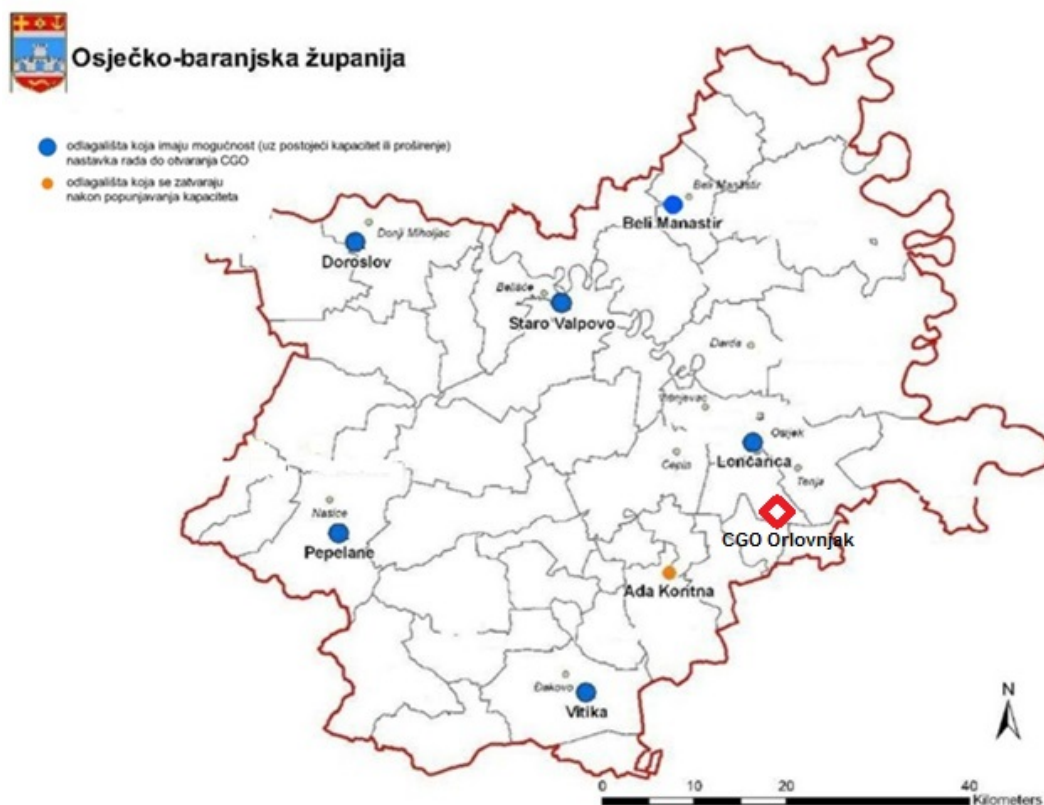 Osječko-baranjska županija
odlagališta koja imaju mogućnost (uz postojeći kapacitet ili proširenje)
nastavka rada do otvaranja CGO
odlagališta koja se zatvaraju
nakon popunjavanja kapaciteta
Beli Manastir
Beli Manastir
Donji Miholjac
Doroslov
Belišće
Staro Valpovo
Darda
Višnjevac
Osijek
Lončarica
Čepin
Tenja
Našice
Pepelane
CGO Orlovnjak
Ada Koritna
Đakovo
Vitika
N
0 10 20 40
Kilometers